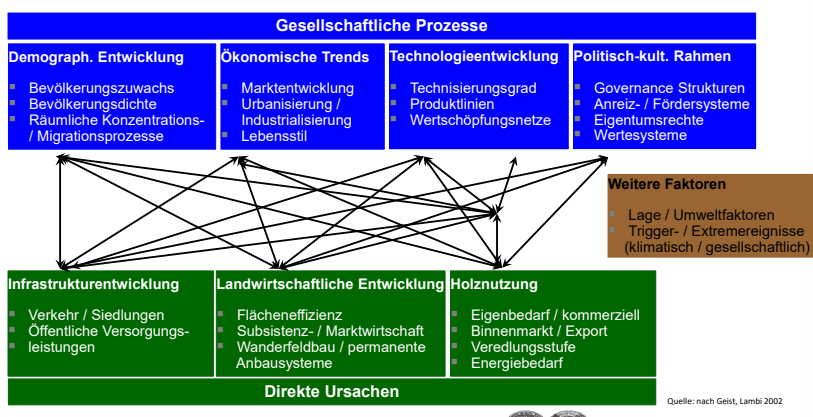 Gesellschaftliche Prozesse
Demograph. Entwicklung
Bevölkerungszuwachs
Bevölkerungsdichte
Räumliche Konzentrations-
/ Migrationsprozesse
Ökonomische Trends
Marktentwicklung
Urbanisierung /
Industrialisierung
Lebensstil
Technologieentwicklung
Technisierungsgrad
Produktlinien
Wertschöpfungsnetze
Politisch-kult. Rahmen
Governance Strukturen
Anreiz- / Fördersysteme
Eigentumsrechte
Wertesysteme
Weitere Faktoren
Lage / Umweltfaktoren
Trigger- / Extremereignisse
(klimatisch / gesellschaftlich)
Infrastrukturentwicklung
Verkehr / Siedlungen
Öffentliche Versorgungs-
leistungen
Landwirtschaftliche Entwicklung
Flächeneffizienz
Subsistenz- / Marktwirtschaft
Wanderfeldbau / permanente
Anbausysteme
Holznutzung
Eigenbedarf / kommerziell
Binnenmarkt / Export
Veredlungsstufe
Energiebedarf
Direkte Ursachen
Quelle: nach Geist, Lambi 2002